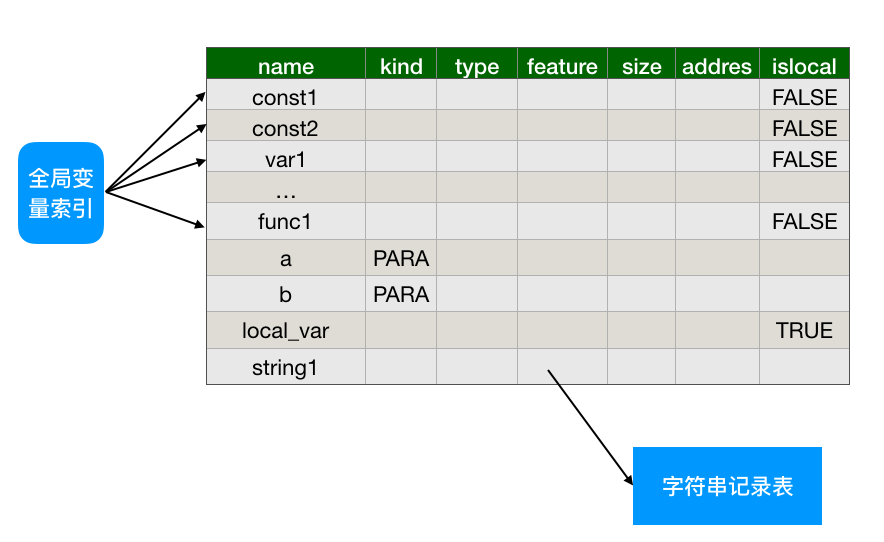 name kind type feature size addres islocal
const1 FALSE
const2 FALSE
var1 FALSE
…
func1 FALSE
a PARA
b PARA
local_var TRUE
string1
全局变
量索引
字符串记录表